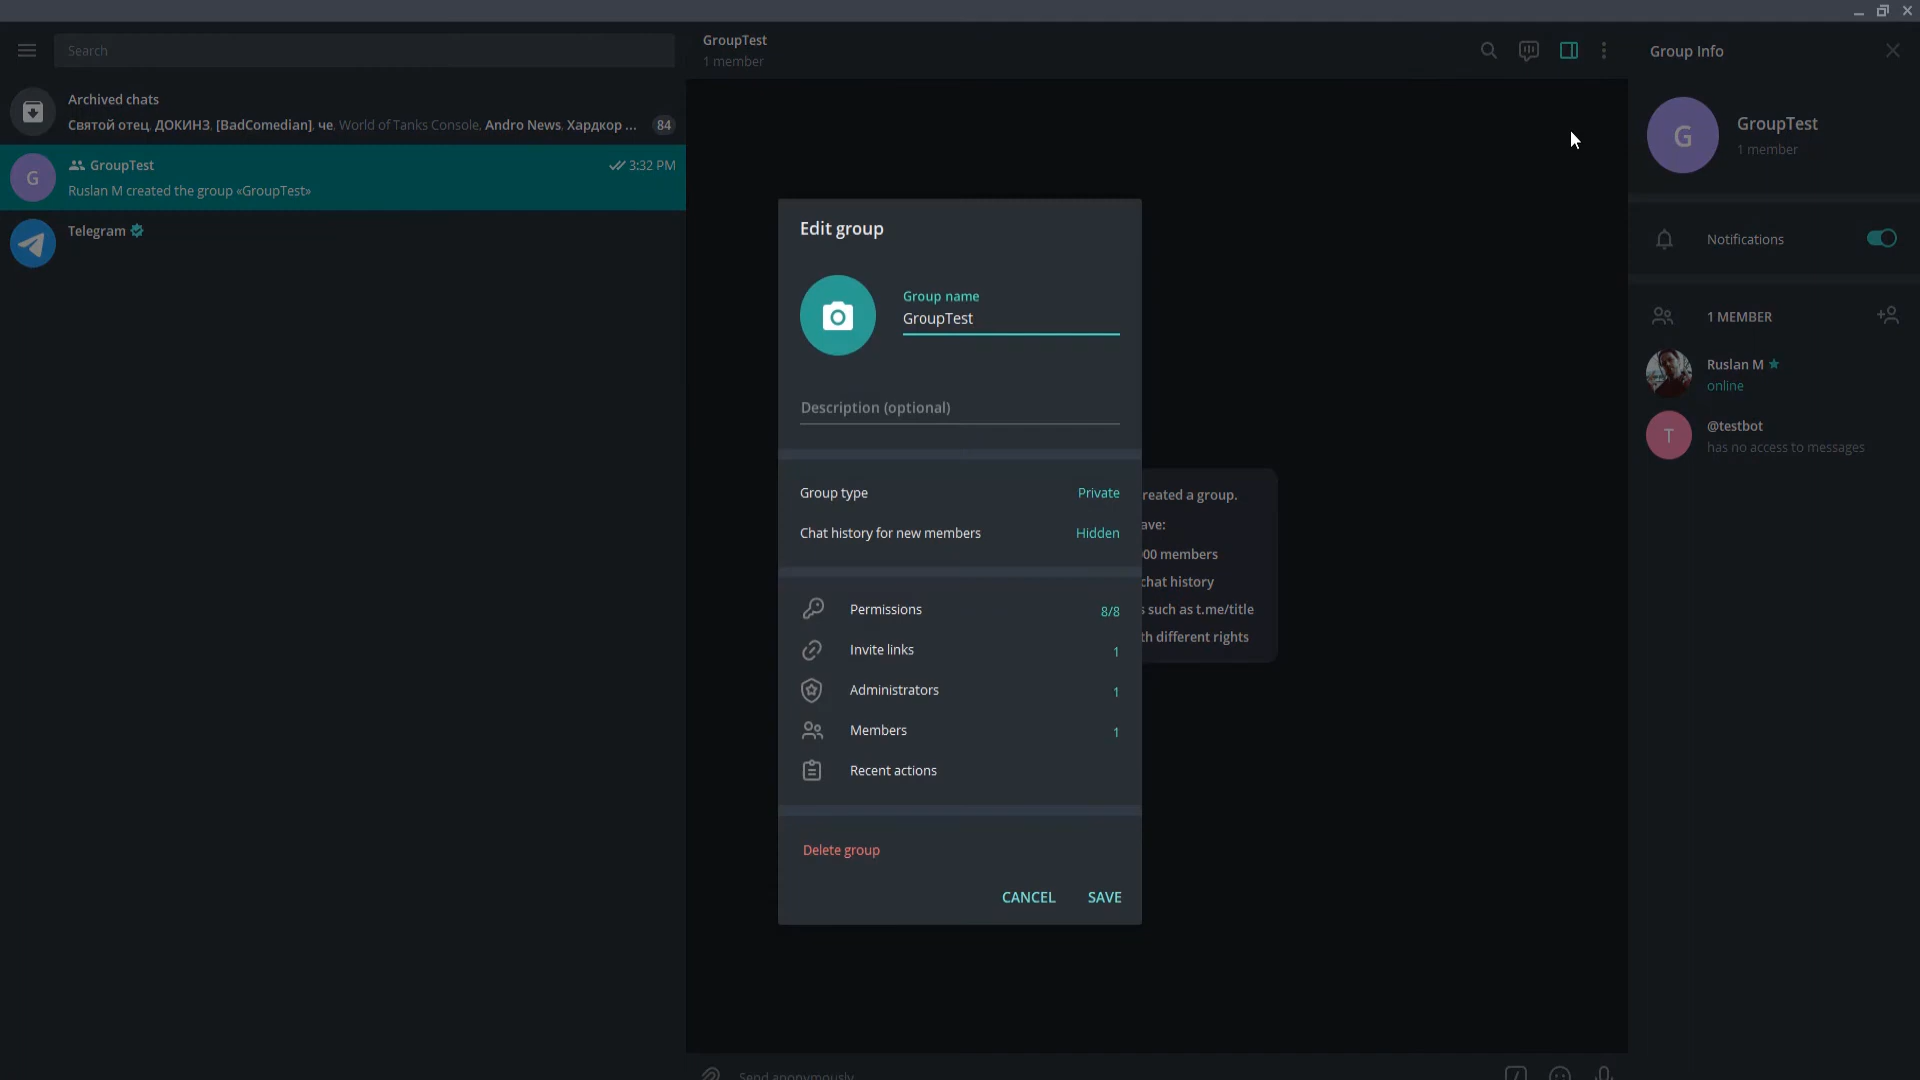 Search
Archived chats
Святой отец, ДОКИНЗ, [BadComedian], че, World of Tanks Console, Andro News, Хардкор ...
84
GroupTest
3:32 PM
Ruslan M created the group «GroupTest»
Telegram
GroupTest
1 member
Edit group
Group name
GroupTest
Description (optional)
Group type
Private
Chat history for new members
Hidden
Permissions
8/8
Invite links
1
Administrators
1
Members
1
Recent actions
Delete group
CANCEL
SAVE
reated a group.
ave:
00 members
chat history
s such as t.me/title
th different rights
Send anonymously
Group Info
G
GroupTest
1 member
Notifications
1 MEMBER
Ruslan M
online
T
@testbot
has no access to messages